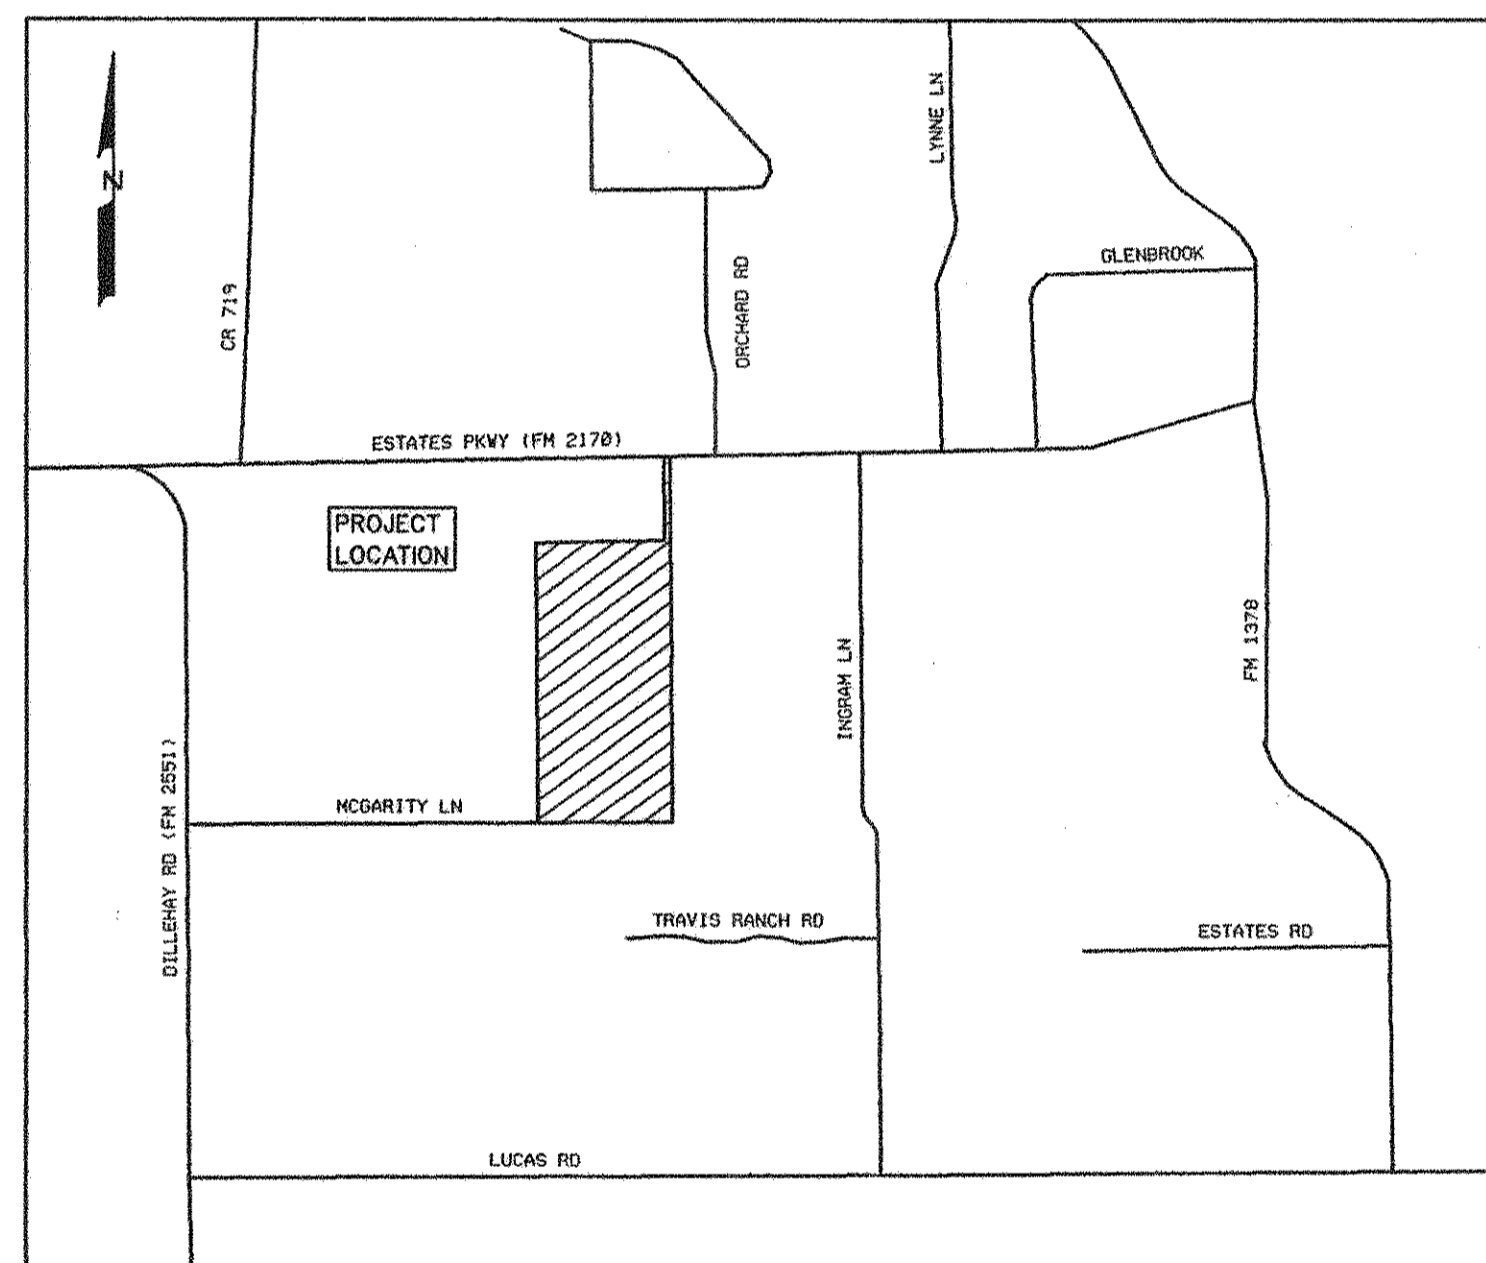 LYNNE LN
N
GLENBROOK
CR 719
ORCHARD RD
ESTATES PKWY (FM 2170)
PROJECT
LOCATION
FM 1378
INGRAM LN
DILLEHAY RD (FM 2551)
MCGARITY LN
TRAVIS RANCH RD
ESTATES RD
LUCAS RD